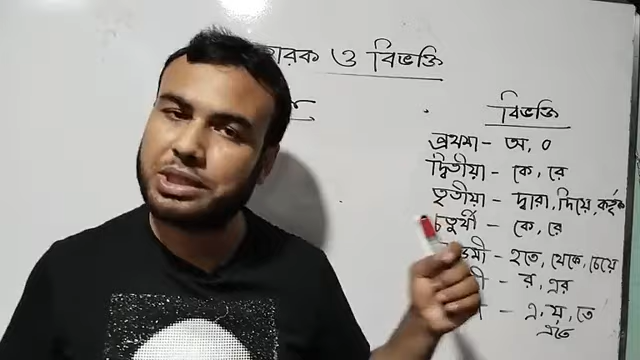 ও বিভক্তি
বিভক্তি
প্রথমা - অ, ০
দ্বিতীয়া - কে, রে
তৃতীয়া - দ্বারা, দিয়ে, কর্তৃক
চতুর্থী - কে, রে
- হতে, থেকে, চেয়ে
- র, এর
- এ, য়, তে
এতে